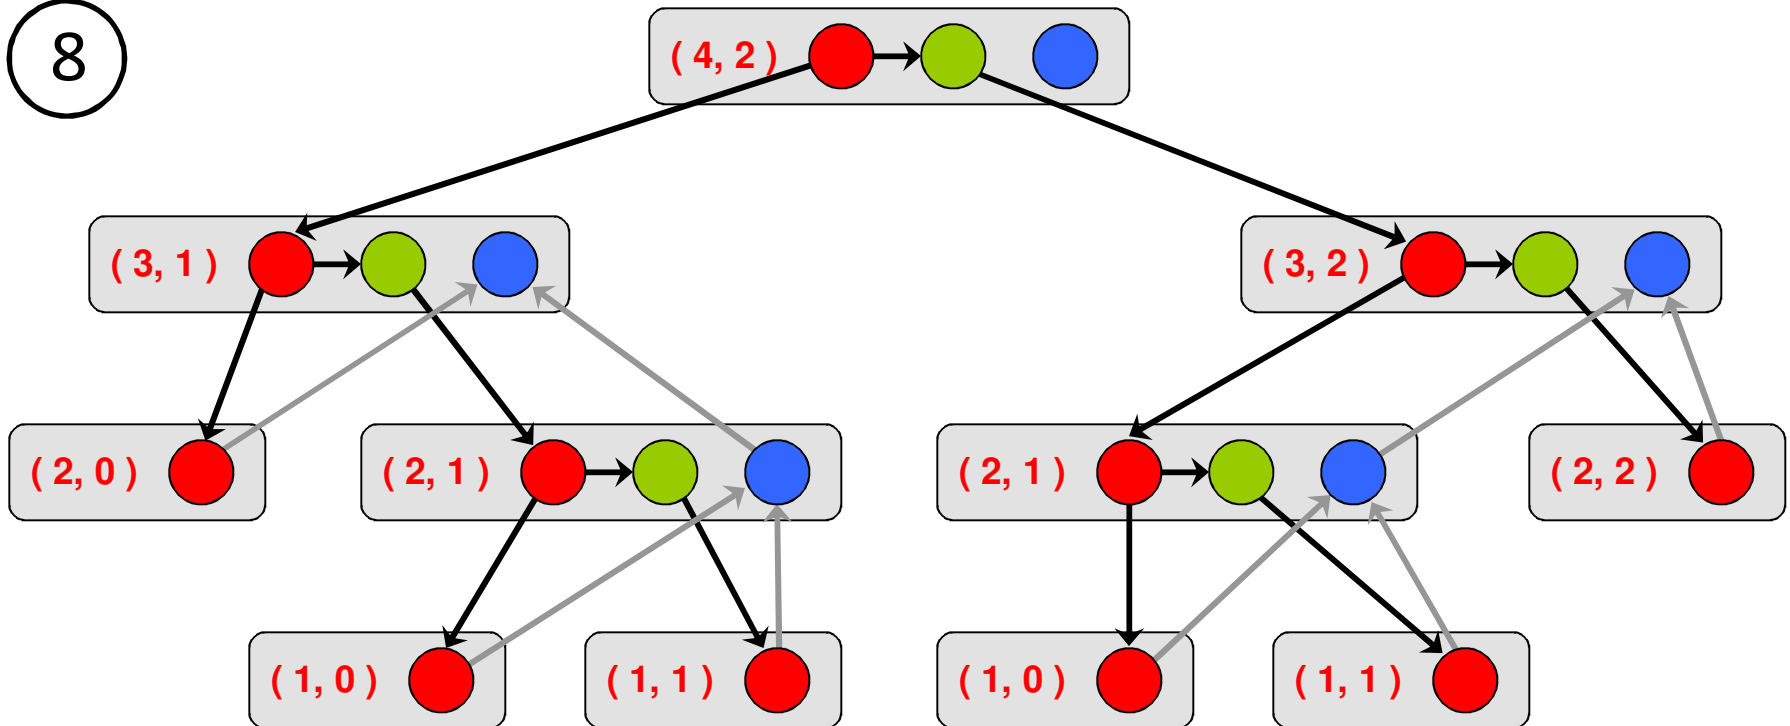 8
( 4, 2 )
( 3, 1 )
( 3, 2 )
( 2, 0 )
( 2, 1 )
( 2, 1 )
( 2, 2 )
( 1, 0 )
( 1, 1 )
( 1, 0 )
( 1, 1 )